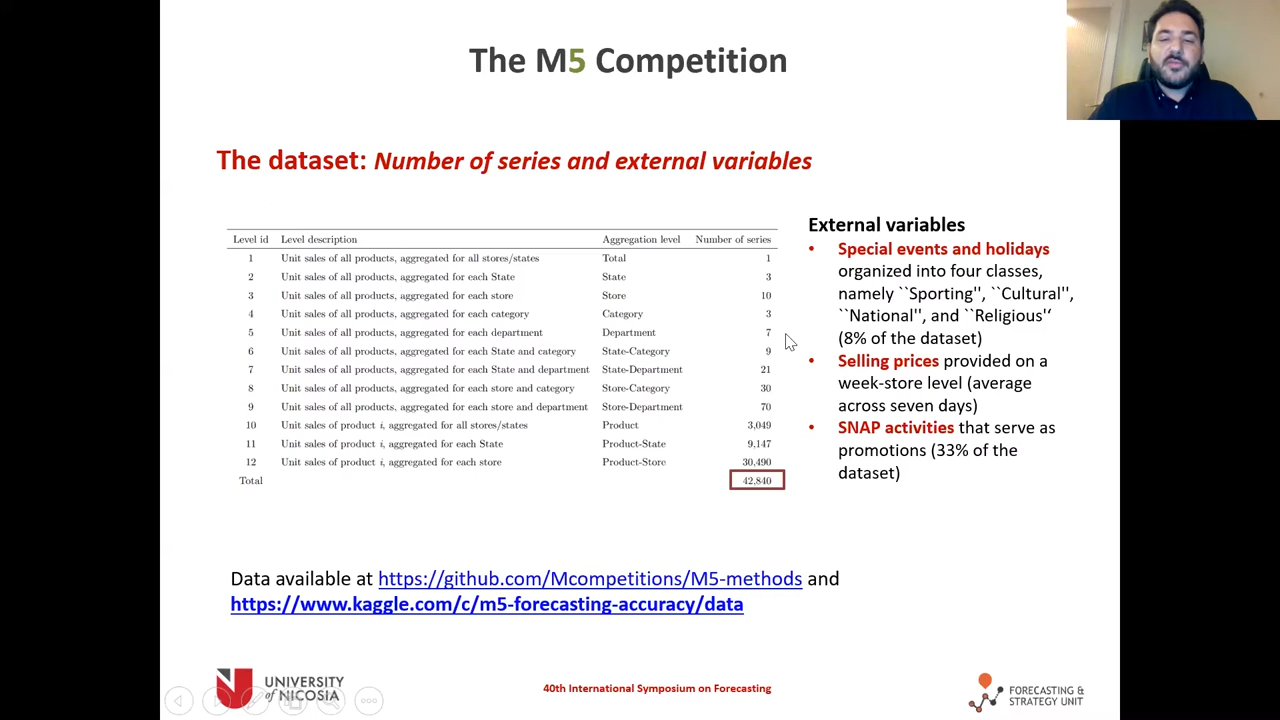 The M5 Competition
The dataset: Number of series and external variables
Level id Level description Aggregation level Number of series
1 Unit sales of all products, aggregated for all stores/states Total 1
2 Unit sales of all products, aggregated for each State State 3
3 Unit sales of all products, aggregated for each store Store 10
4 Unit sales of all products, aggregated for each category Category 3
5 Unit sales of all products, aggregated for each department Department 7
6 Unit sales of all products, aggregated for each State and category State-Category 9
7 Unit sales of all products, aggregated for each State and department State-Department 21
8 Unit sales of all products, aggregated for each store and category Store-Category 30
9 Unit sales of all products, aggregated for each store and department Store-Department 70
10 Unit sales of product i, aggregated for all stores/states Product 3,049
11 Unit sales of product i, aggregated for each State Product-State 9,147
12 Unit sales of product i, aggregated for each store Product-Store 30,490
Total 42,840
External variables
• Special events and holidays
organized into four classes,
namely ``Sporting'', ``Cultural'',
``National'', and ``Religious'‘
(8% of the dataset)
• Selling prices provided on a
week-store level (average
across seven days)
• SNAP activities that serve as
promotions (33% of the
dataset)
Data available at https://github.com/Mcompetitions/M5-methods and
https://www.kaggle.com/c/m5-forecasting-accuracy/data
UNIVERSITY
of NICOSIA
40th International Symposium on Forecasting
FORECASTING &
STRATEGY UNIT